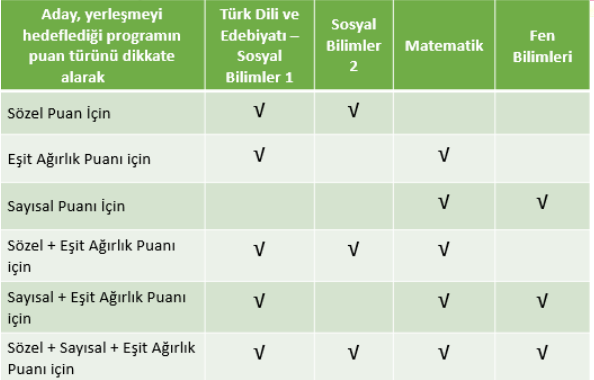 Aday, yerleşmeyi
hedeflediği programın
puan türünü dikkate
alarak
Türk Dili ve
Edebiyatı –
Sosyal
Bilimler 1
Sosyal
Bilimler
2
Matematik
Fen
Bilimleri
Sözel Puan İçin
√ √
Eşit Ağırlık Puanı için
√ √
Sayısal Puanı İçin
√ √
Sözel + Eşit Ağırlık Puanı
için
√ √ √
Sayısal + Eşit Ağırlık Puanı
için
√ √ √
Sözel + Sayısal + Eşit Ağırlık
Puanı için
√ √ √ √